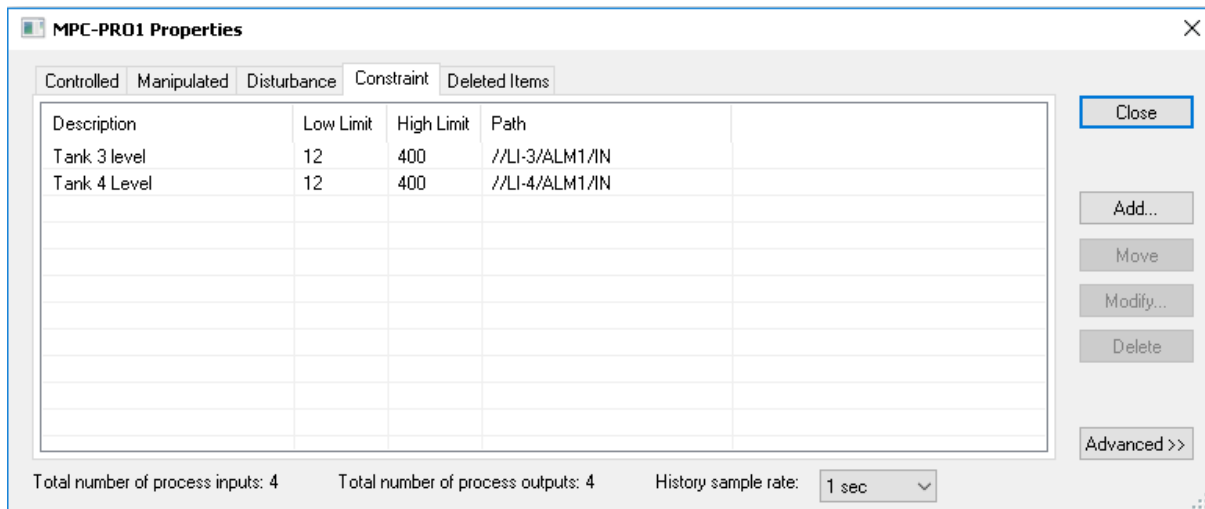 MPC-PRO1 Properties
Controlled Manipulated Disturbance Constraint Deleted Items
Description Low Limit High Limit Path
Tank 3 level 12 400 //LI-3/ALM1/IN
Tank 4 Level 12 400 //LI-4/ALM1/IN
Close
Add...
Move
Modify...
Delete
Advanced >>
Total number of process inputs: 4 Total number of process outputs: 4 History sample rate: 1 sec